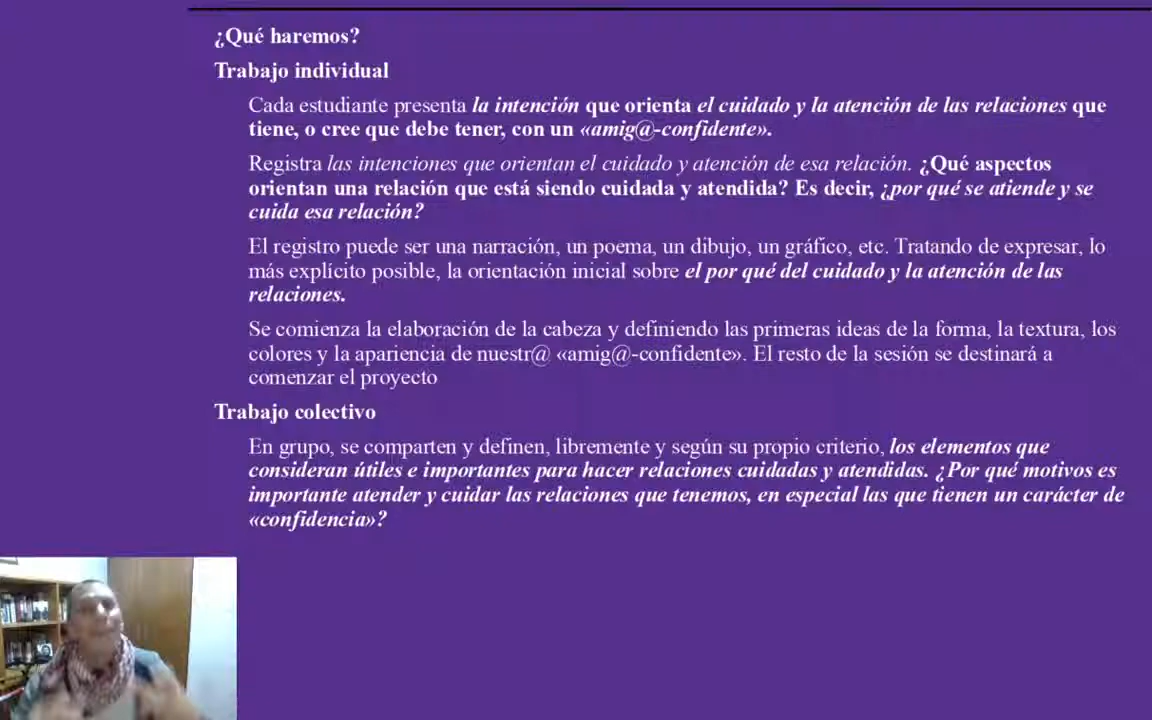 ¿Qué haremos?
Trabajo individual
Cada estudiante presenta la intención que orienta el cuidado y la atención de las relaciones que
tiene, o cree que debe tener, con un «amig@-confidente».
Registra las intenciones que orientan el cuidado y atención de esa relación. ¿Qué aspectos
orientan una relación que está siendo cuidada y atendida? Es decir, ¿por qué se atiende y se
cuida esa relación?
El registro puede ser una narración, un poema, un dibujo, un gráfico, etc. Tratando de expresar, lo
más explícito posible, la orientación inicial sobre el por qué del cuidado y la atención de las
relaciones.
Se comienza la elaboración de la cabeza y definiendo las primeras ideas de la forma, la textura, los
colores y la apariencia de nuestr@ «amig@-confidente». El resto de la sesión se destinará a
comenzar el proyecto
Trabajo colectivo
En grupo, se comparten y definen, libremente y según su propio criterio, los elementos que
consideran útiles e importantes para hacer relaciones cuidadas y atendidas. ¿Por qué motivos es
importante atender y cuidar las relaciones que tenemos, en especial las que tienen un carácter de
«confidencia»?